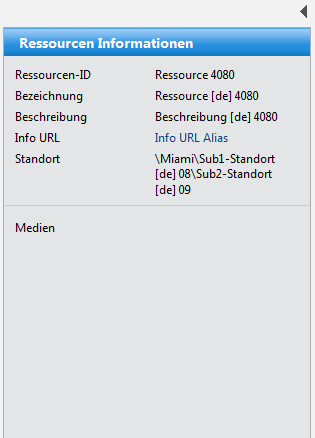 Ressourcen Informationen
Ressourcen-ID Ressource 4080
Bezeichnung Ressource [de] 4080
Beschreibung Beschreibung [de] 4080
Info URL Info URL Alias
Standort \Miami\Sub1-Standort
[de] 08\Sub2-Standort
[de] 09
Medien